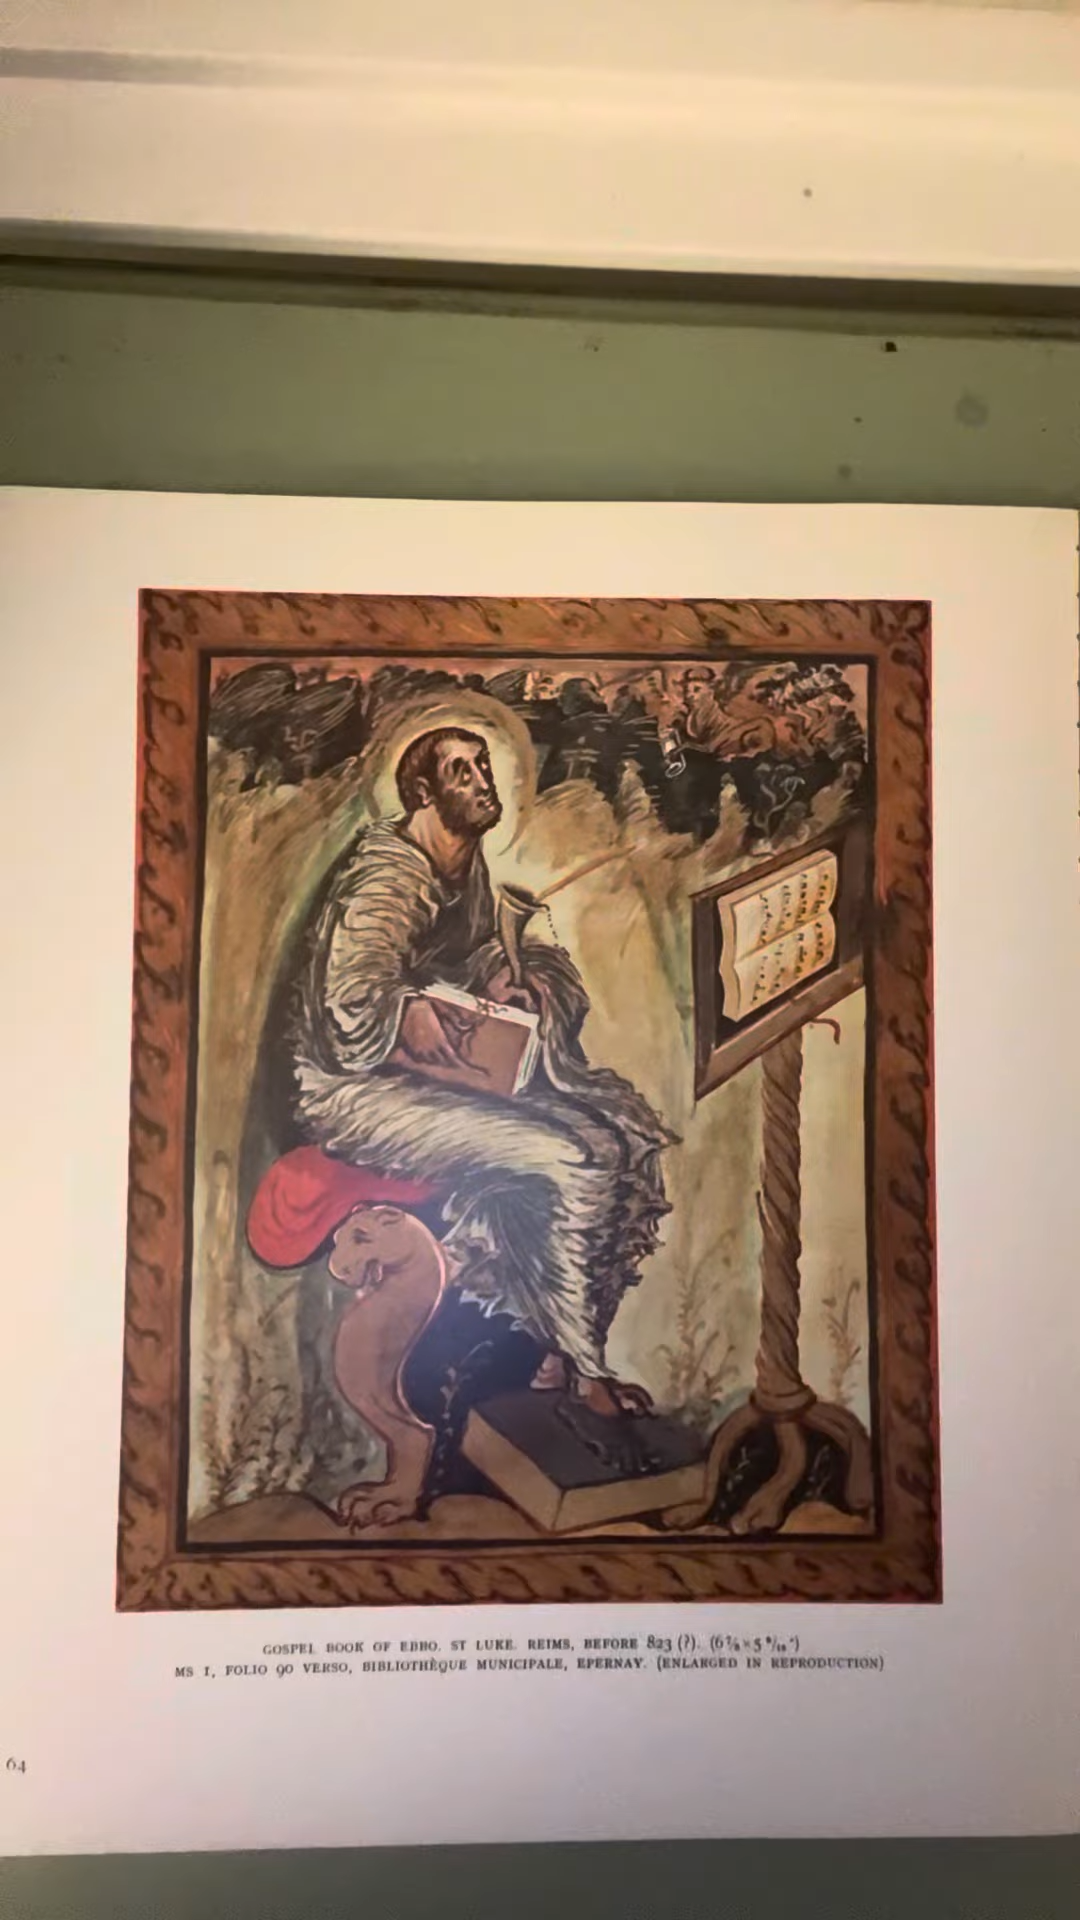 GOSPEL BOOK OF EBBO. ST LUKE. REIMS, BEFORE 823 (?). (6⅞ × 5 ⁹/₁₆")
MS 1, FOLIO 90 VERSO, BIBLIOTHÈQUE MUNICIPALE, EPERNAY. (ENLARGED IN REPRODUCTION)
64